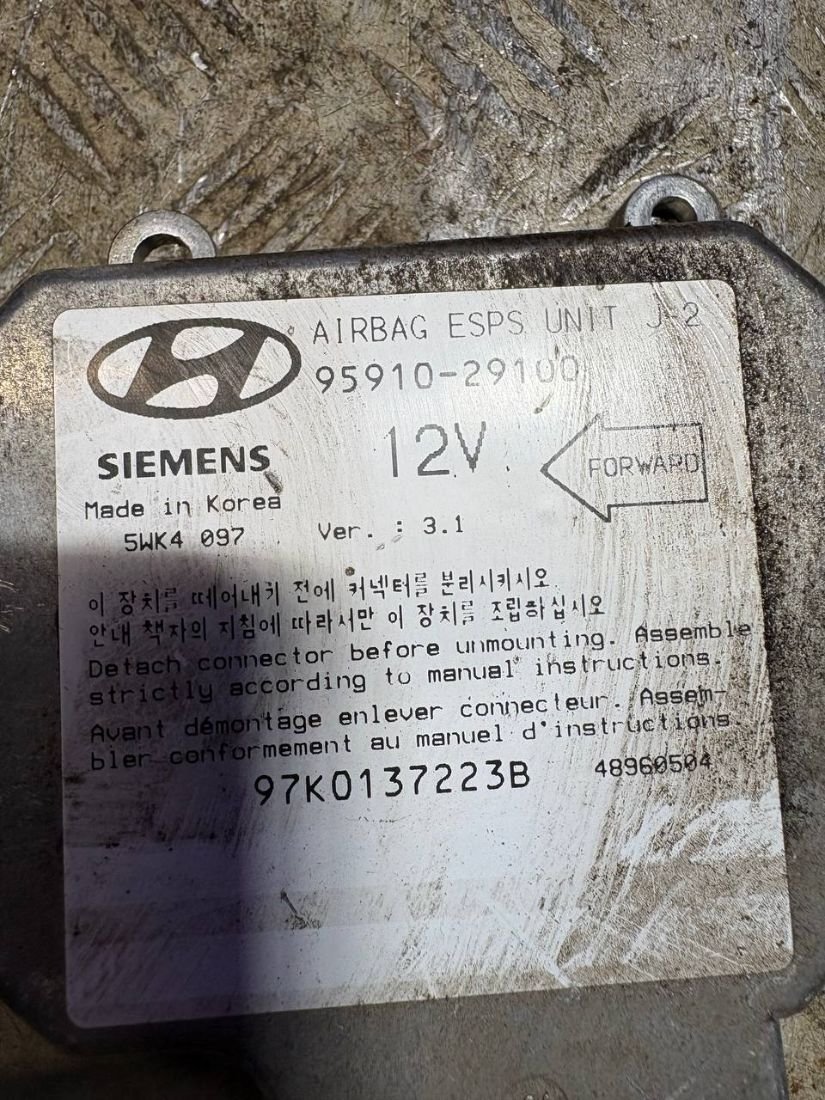 AIRBAG ESPS UNIT J-2
95910-29100
SIEMENS
12V
FORWARD
Made in Korea
5WK4 097
Ver. : 3.1
이 장치를 떼어내기 전에 커넥터를 분리시키시오
안내 책자의 지침에 따라서만 이 장치를 조립하십시오
Detach connector before unmounting. Assemble
strictly according to manual instructions.
Avant démontage enlever connecteur. Assem-
bler conformement au manuel d'instructions
97K0137223B
48960504